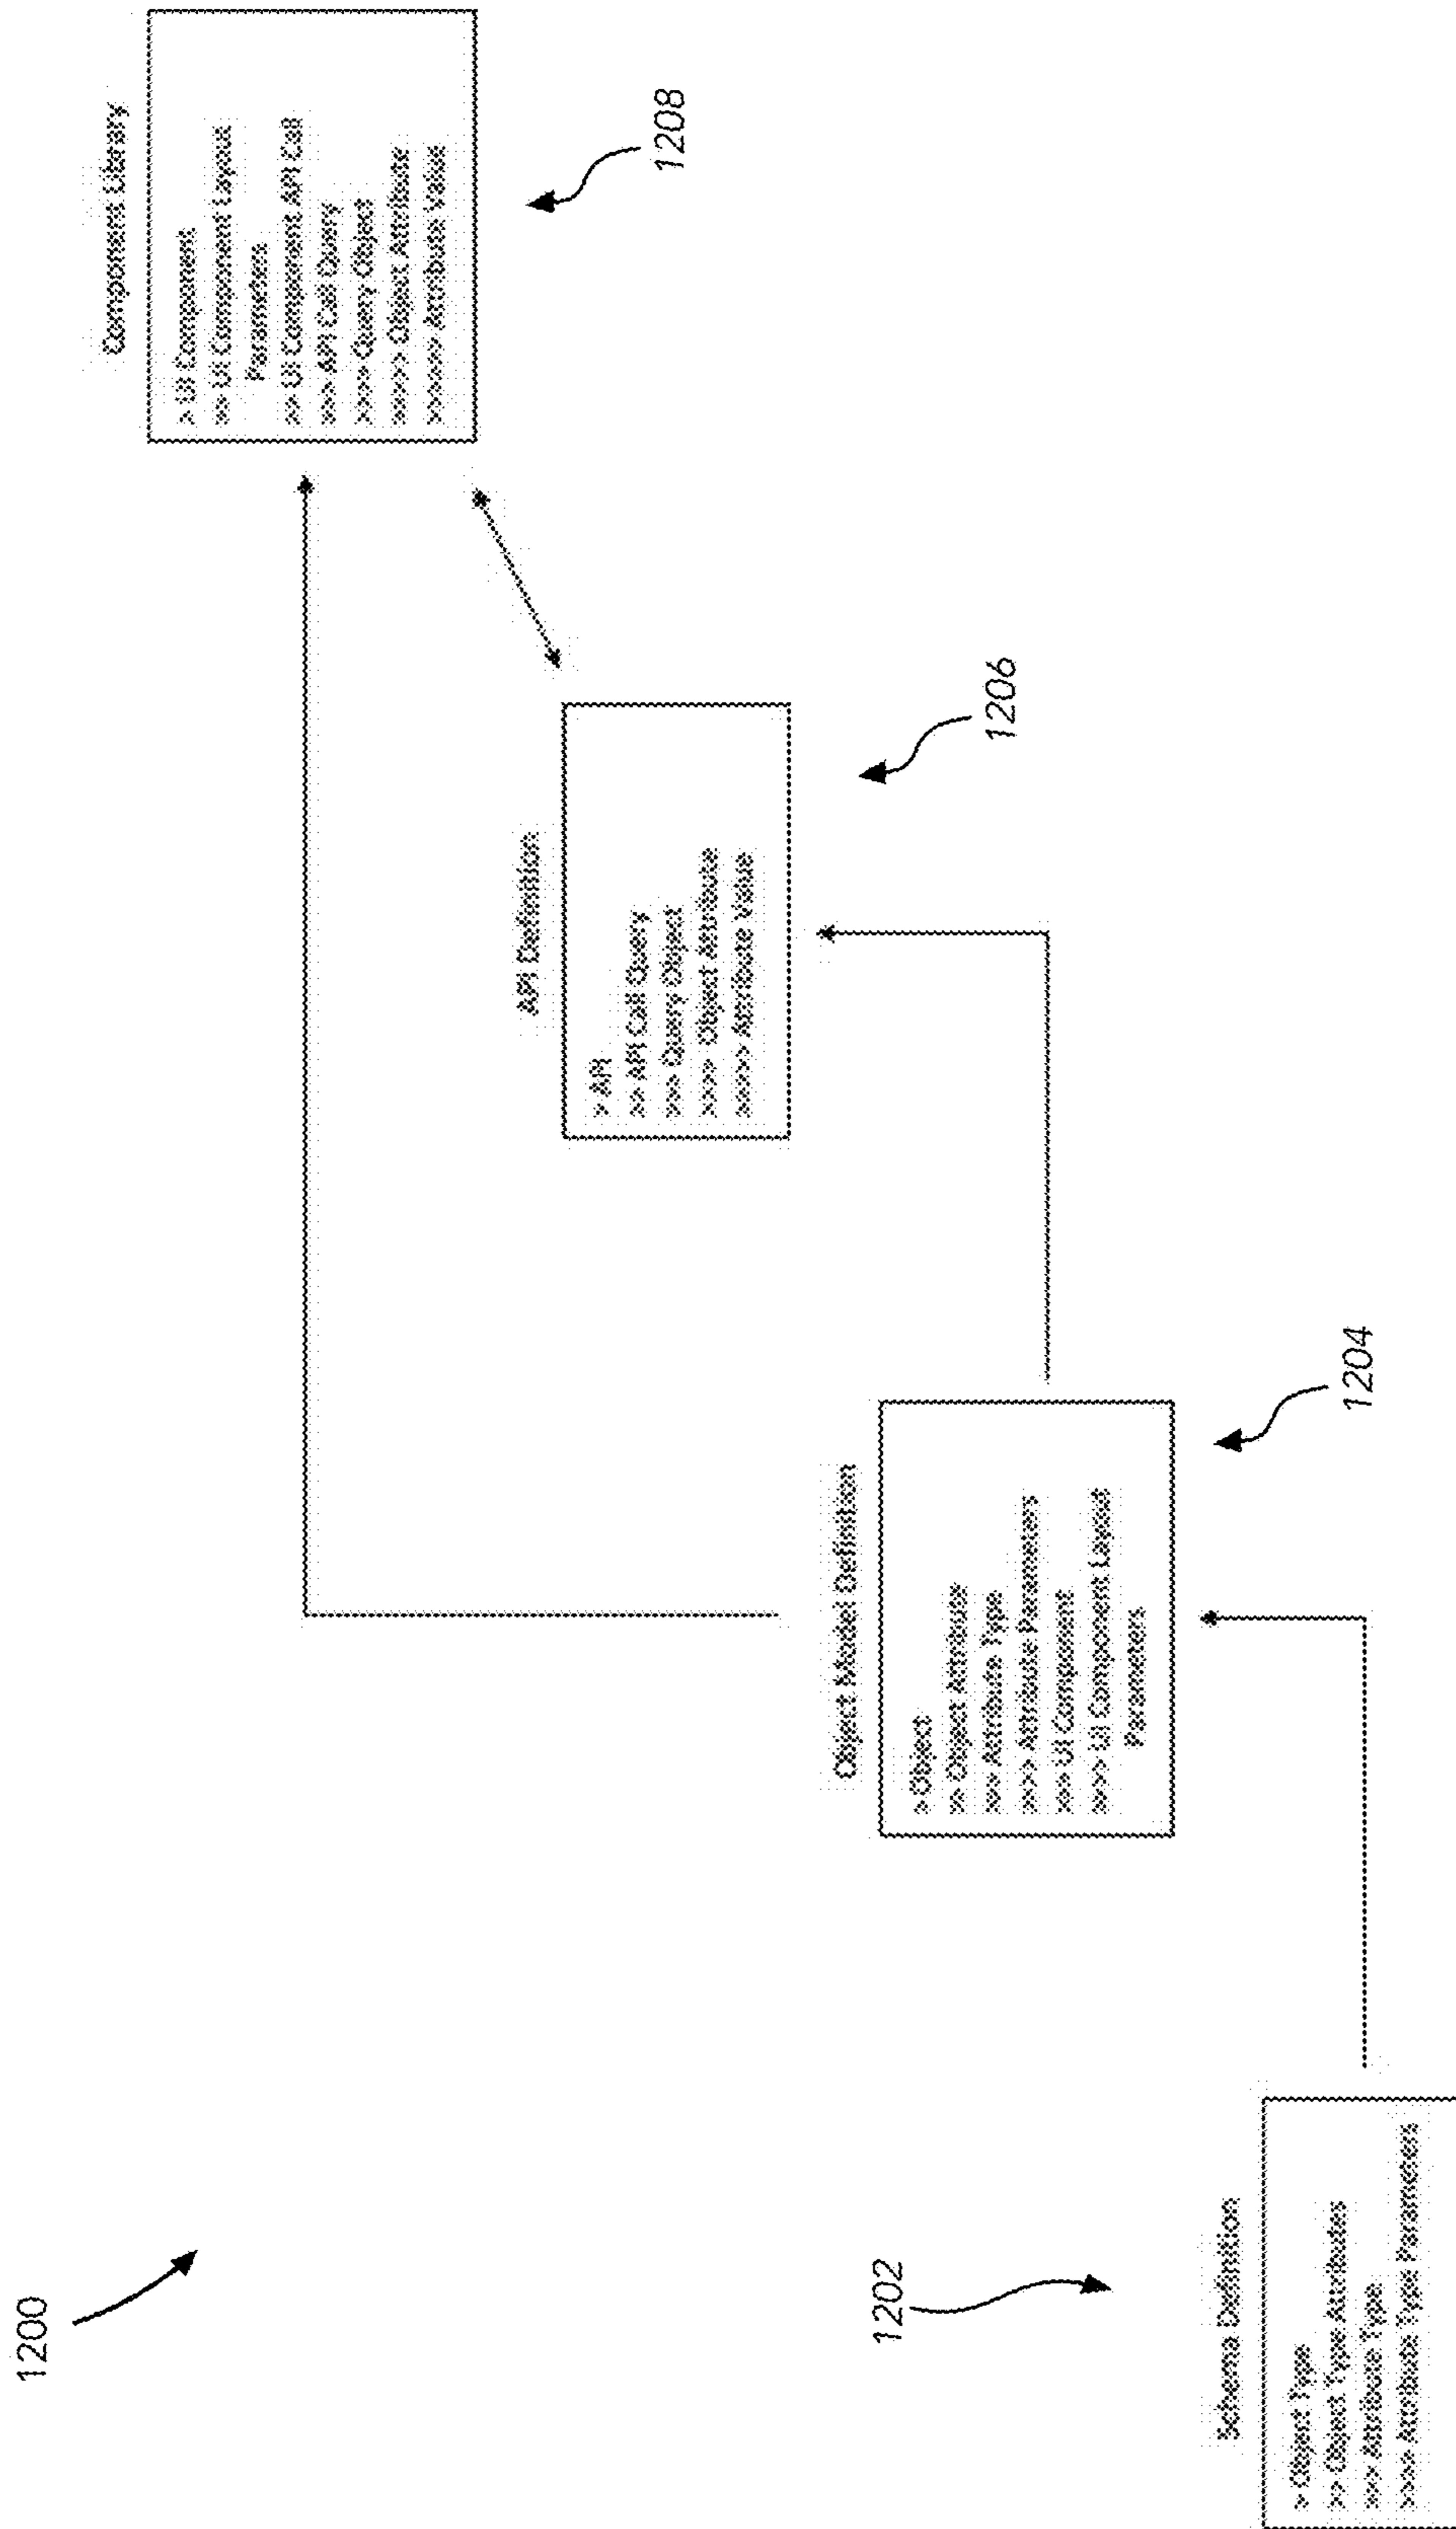 1200
Component Library
> UI Component
>> UI Component Layout
Parameters
>> UI Component API Call
>>> API Call Query
>>>> Query Object
>>>>> Object Attribute
>>>>>> Attribute Value
1208
API Definition
> API
>> API Call Query
>>> Query Object
>>>> Object Attribute
>>>>> Attribute Value
1206
Object Model Definition
> Object
>> Object Attribute
>>> Attribute Type
>>>> Attribute Parameters
>>> UI Component
>>>> UI Component Layout
Parameters
1204
1202
Schema Definition
> Object Type
>> Object Type Attributes
>>> Attribute Type
>>>> Attribute Type Parameters